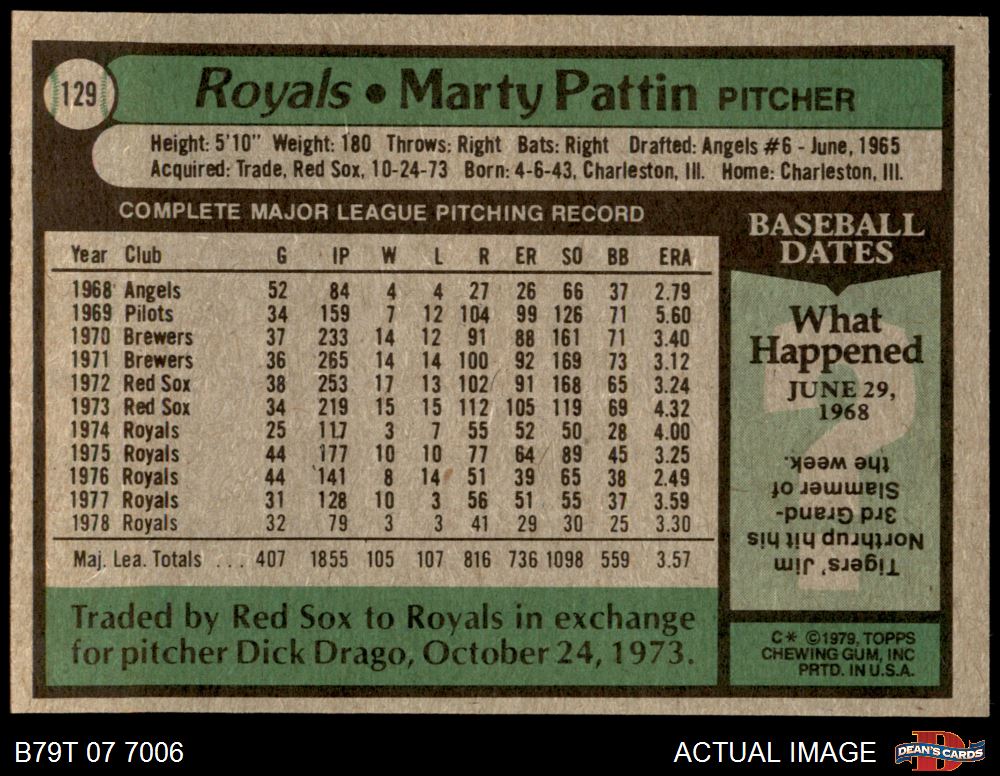 129
Royals • Marty Pattin PITCHER
Height: 5'10" Weight: 180 Throws: Right Bats: Right Drafted: Angels #6 - June, 1965
Acquired: Trade, Red Sox, 10-24-73 Born: 4-6-43, Charleston, Ill. Home: Charleston, Ill.
COMPLETE MAJOR LEAGUE PITCHING RECORD
Year Club G IP W L R ER SO BB ERA
1968 Angels 52 84 4 4 27 26 66 37 2.79
1969 Pilots 34 159 7 12 104 99 126 71 5.60
1970 Brewers 37 233 14 12 91 88 161 71 3.40
1971 Brewers 36 265 14 14 100 92 169 73 3.12
1972 Red Sox 38 253 17 13 102 91 168 65 3.24
1973 Red Sox 34 219 15 15 112 105 119 69 4.32
1974 Royals 25 117 3 7 55 52 50 28 4.00
1975 Royals 44 177 10 10 77 64 89 45 3.25
1976 Royals 44 141 8 14 51 39 65 38 2.49
1977 Royals 31 128 10 3 56 51 55 37 3.59
1978 Royals 32 79 3 3 41 29 30 25 3.30
Maj. Lea. Totals ... 407 1855 105 107 816 736 1098 559 3.57
Traded by Red Sox to Royals in exchange
for pitcher Dick Drago, October 24, 1973.
BASEBALL
DATES
What
Happened
JUNE 29,
1968
Tigers' Jim
Northrup hit his
3rd Grand-
Slammer of
the week.
C* ©1979, TOPPS
CHEWING GUM, INC
PRTD. IN U.S.A.
B79T 07 7006
ACTUAL IMAGE
DEAN'S CARDS